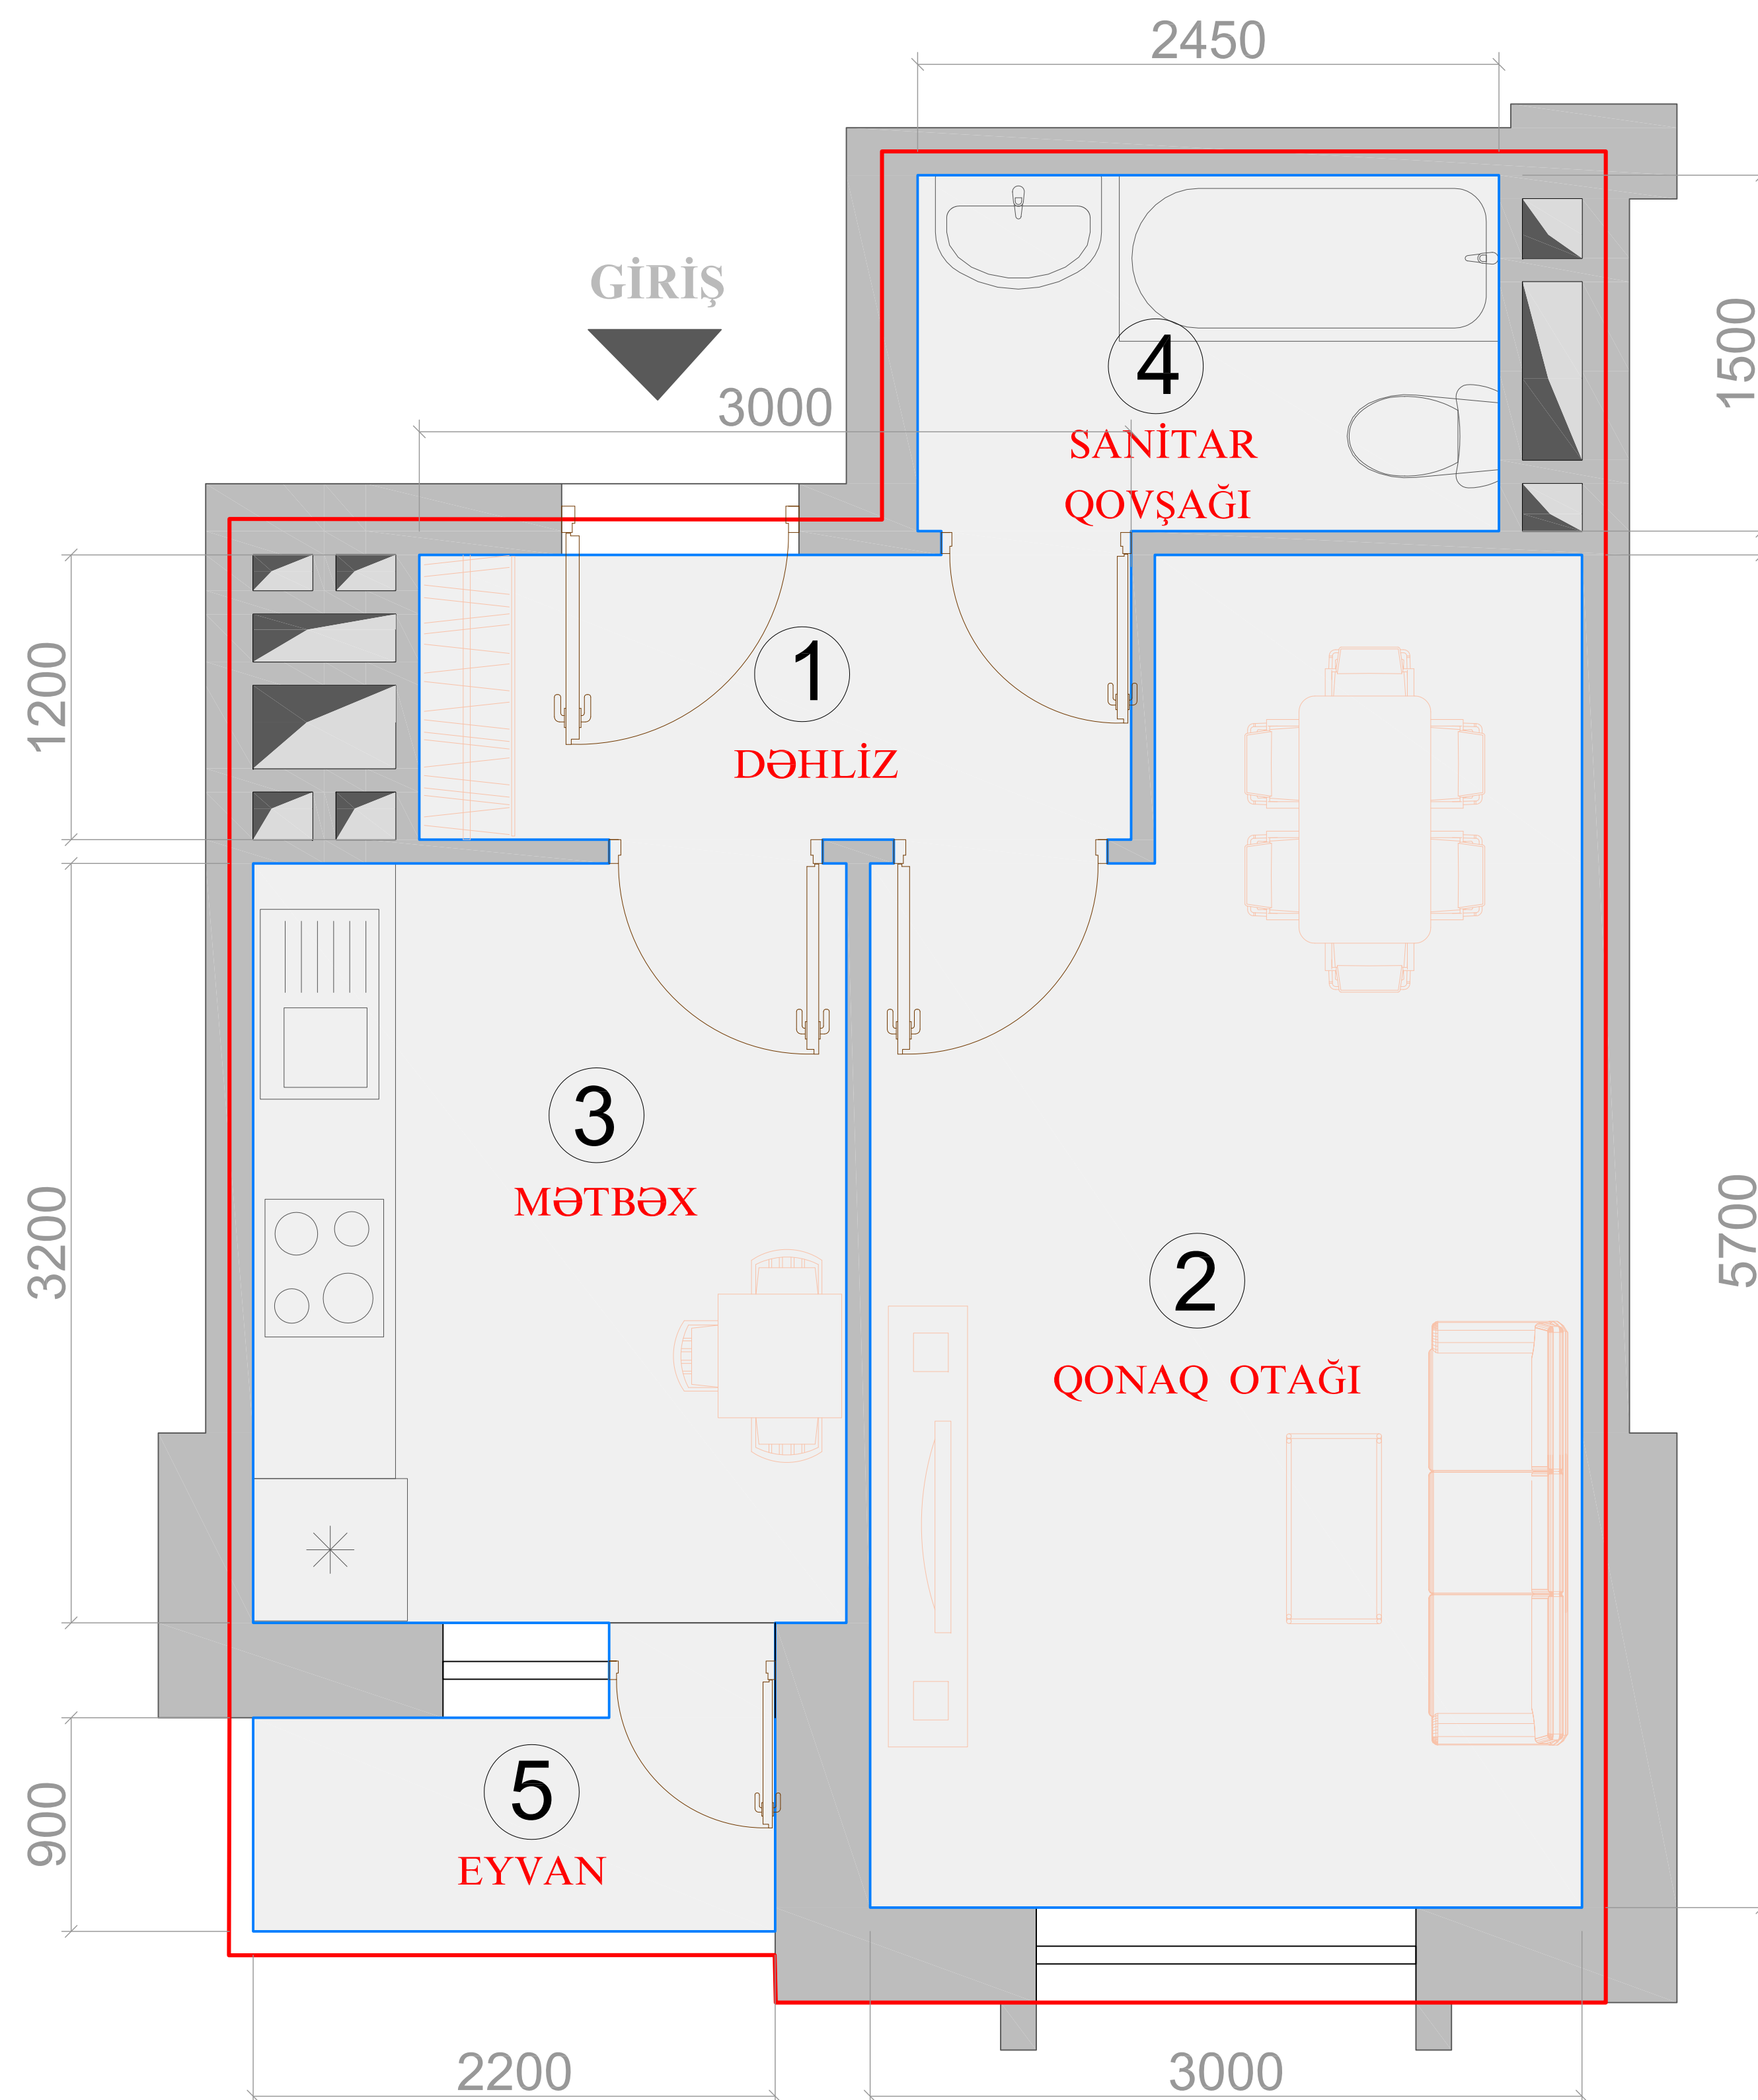 2450
GİRİŞ
3000
4
SANİTAR
QOVŞAĞI
1500
1
DƏHLİZ
1200
3
MƏTBƏX
3200
2
QONAQ OTAĞI
5700
5
EYVAN
900
2200
3000